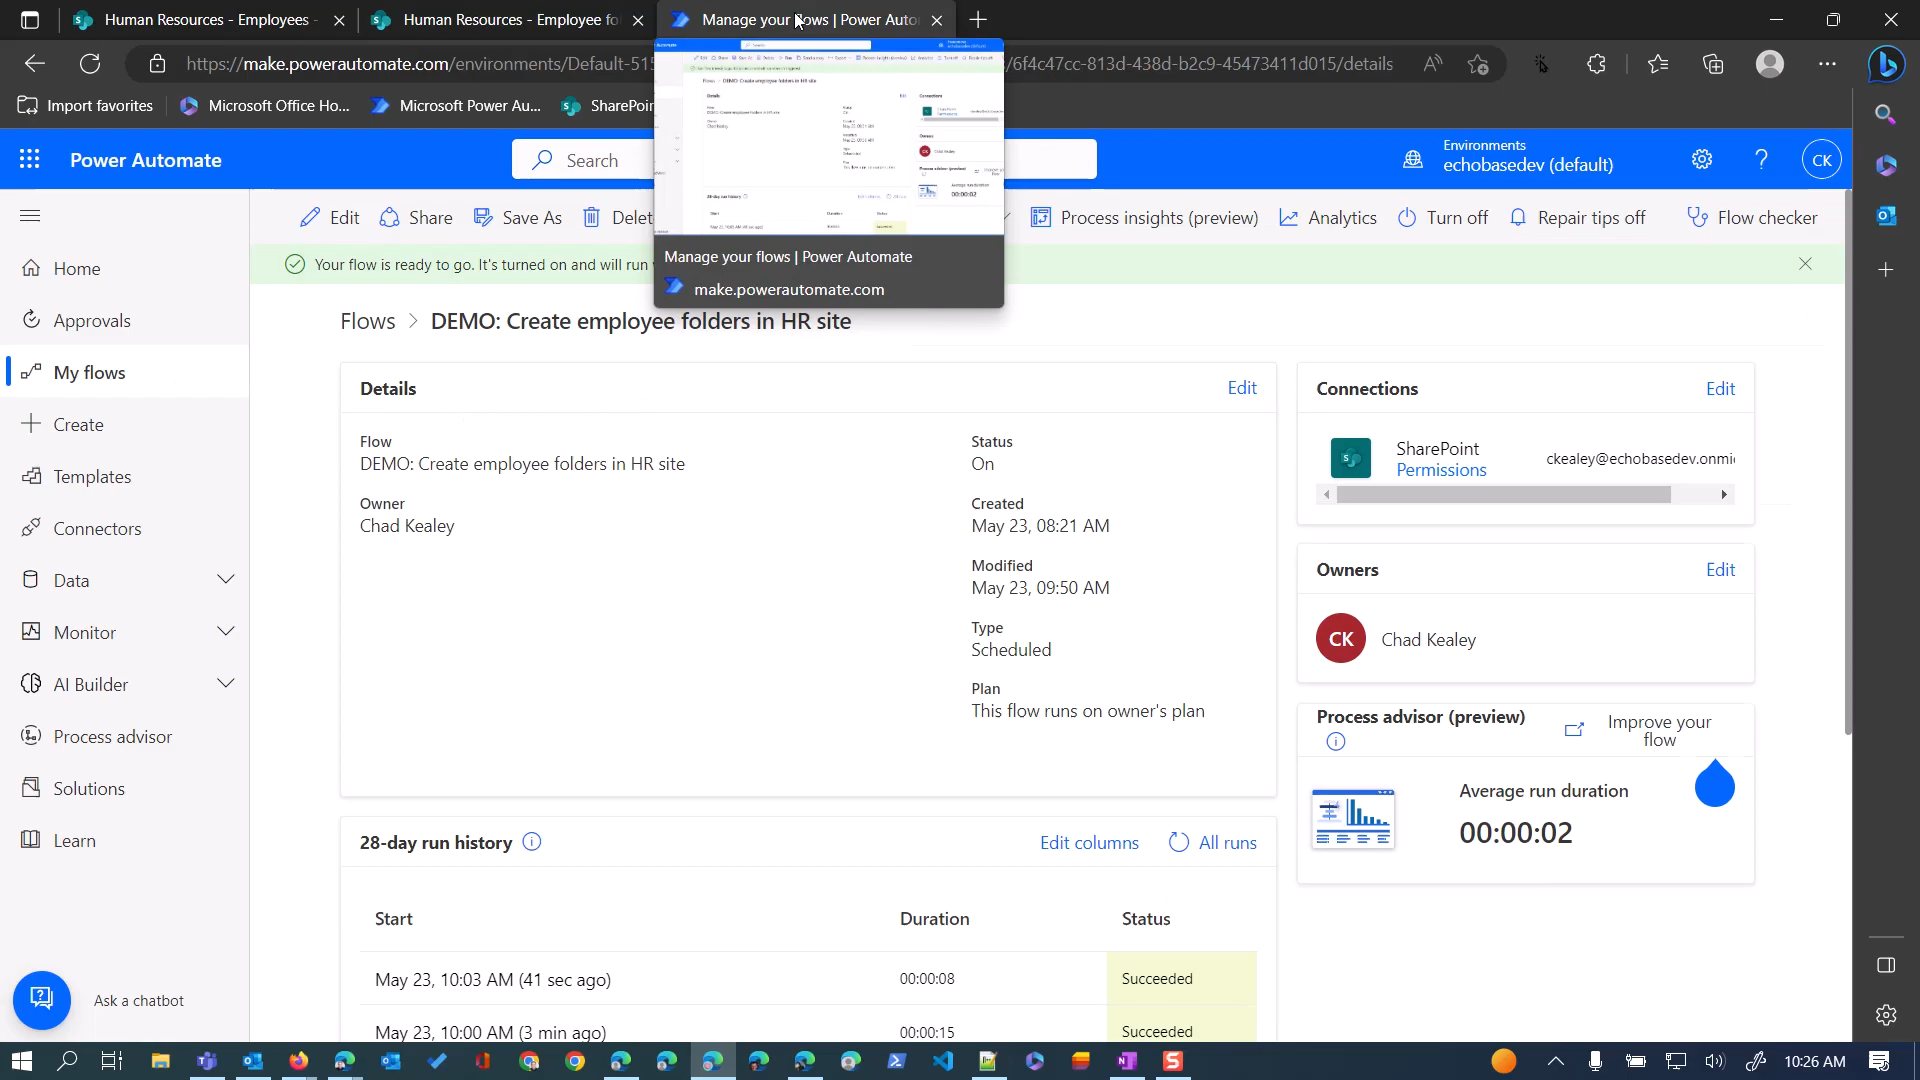 Human Resources - Employees -
Human Resources - Employee fo
Manage your flows | Power Auto
https://make.powerautomate.com/environments/Default-515
/6f4c47cc-813d-438d-b2c9-45473411d015/details
Import favorites
Microsoft Office Ho...
Microsoft Power Au...
SharePoin
Power Automate
Search
Environments
echobasedev (default)
CK
Edit
Share
Save As
Delet
Process insights (preview)
Analytics
Turn off
Repair tips off
Flow checker
Your flow is ready to go. It's turned on and will run
Manage your flows | Power Automate
make.powerautomate.com
Home
Approvals
My flows
Create
Templates
Connectors
Data
Monitor
AI Builder
Process advisor
Solutions
Learn
Ask a chatbot
Flows > DEMO: Create employee folders in HR site
Details
Edit
Flow
DEMO: Create employee folders in HR site
Owner
Chad Kealey
Status
On
Created
May 23, 08:21 AM
Modified
May 23, 09:50 AM
Type
Scheduled
Plan
This flow runs on owner's plan
Connections
Edit
SharePoint
Permissions
ckealey@echobasedev.onmi
Owners
Edit
CK
Chad Kealey
Process advisor (preview)
Improve your
flow
Average run duration
00:00:02
28-day run history
Edit columns
All runs
Start
Duration
Status
May 23, 10:03 AM (41 sec ago)
00:00:08
Succeeded
May 23, 10:00 AM (3 min ago)
00:00:15
Succeeded
10:26 AM